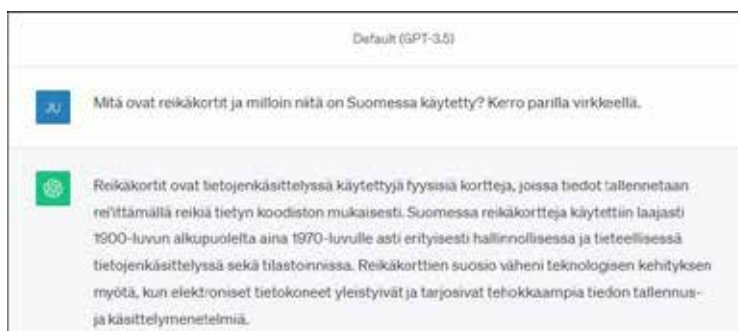 Default (GPT-3.5)
JU
Mitä ovat reikäkortit ja milloin niitä on Suomessa käytetty? Kerro parilla virkkeellä.
Reikäkortit ovat tietojenkäsittelyssä käytettyjä fyysisiä kortteja, joissa tiedot tallennetaan
rei'ittämällä reikiä tietyn koodiston mukaisesti. Suomessa reikäkortteja käytettiin laajasti
1900-luvun alkupuolelta aina 1970-luvulle asti erityisesti hallinnollisessa ja tieteellisessä
tietojenkäsittelyssä sekä tilastoinnissa. Reikäkorttien suosio väheni teknologisen kehityksen
myötä, kun elektroniset tietokoneet yleistyivät ja tarjosivat tehokkaampia tiedon tallennus-
ja käsittelymenetelmiä.